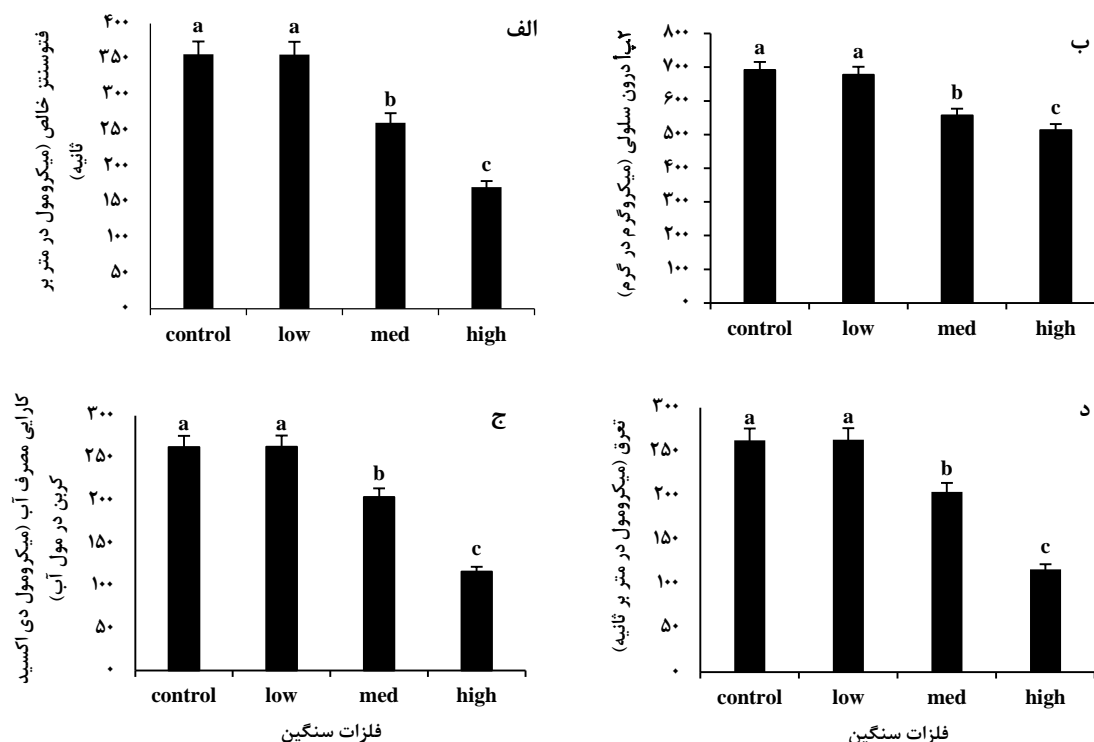 الف
فتوسنتز خالص (میکرومول در متر بر
ثانیه)
۴۰۰
۳۵۰
۳۰۰
۲۵۰
۲۰۰
۱۵۰
۱۰۰
۵۰
۰
a a b c
control low med high
ب
درون سلولی (میکروگرم در گرم)
۸۰۰
۷۰۰
۶۰۰
۵۰۰
۴۰۰
۳۰۰
۲۰۰
۱۰۰
۰
a a b c
control low med high
ج
کارایی مصرف آب (میکرومول دی اکسید
کربن در مول آب)
۳۰۰
۲۵۰
۲۰۰
۱۵۰
۱۰۰
۵۰
۰
a a b c
control low med high
فلزات سنگین
د
تعرق (میکرومول در متر بر ثانیه)
۳۰۰
۲۵۰
۲۰۰
۱۵۰
۱۰۰
۵۰
۰
a a b c
control low med high
فلزات سنگین